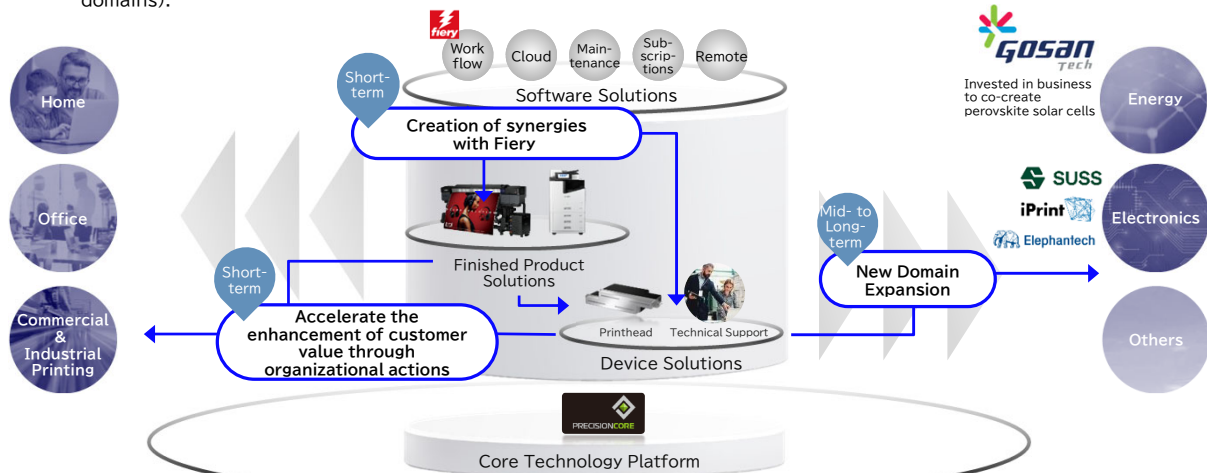 domains).
fiery
Work
flow
Cloud
Main-
tenance
Sub-
scrip-
tions
Remote
Software Solutions
GOSAN
Tech
Invested in business
to co-create
perovskite solar cells
Home
Office
Commercial
&
Industrial
Printing
Short-
term
Creation of synergies
with Fiery
Finished Product
Solutions
Short-
term
Accelerate the
enhancement of customer
value through
organizational actions
Printhead
Technical Support
Device Solutions
Mid- to
Long-
term
New Domain
Expansion
SUSS
iPrint
Elephantech
Energy
Electronics
Others
PRECISIONCORE
Core Technology Platform